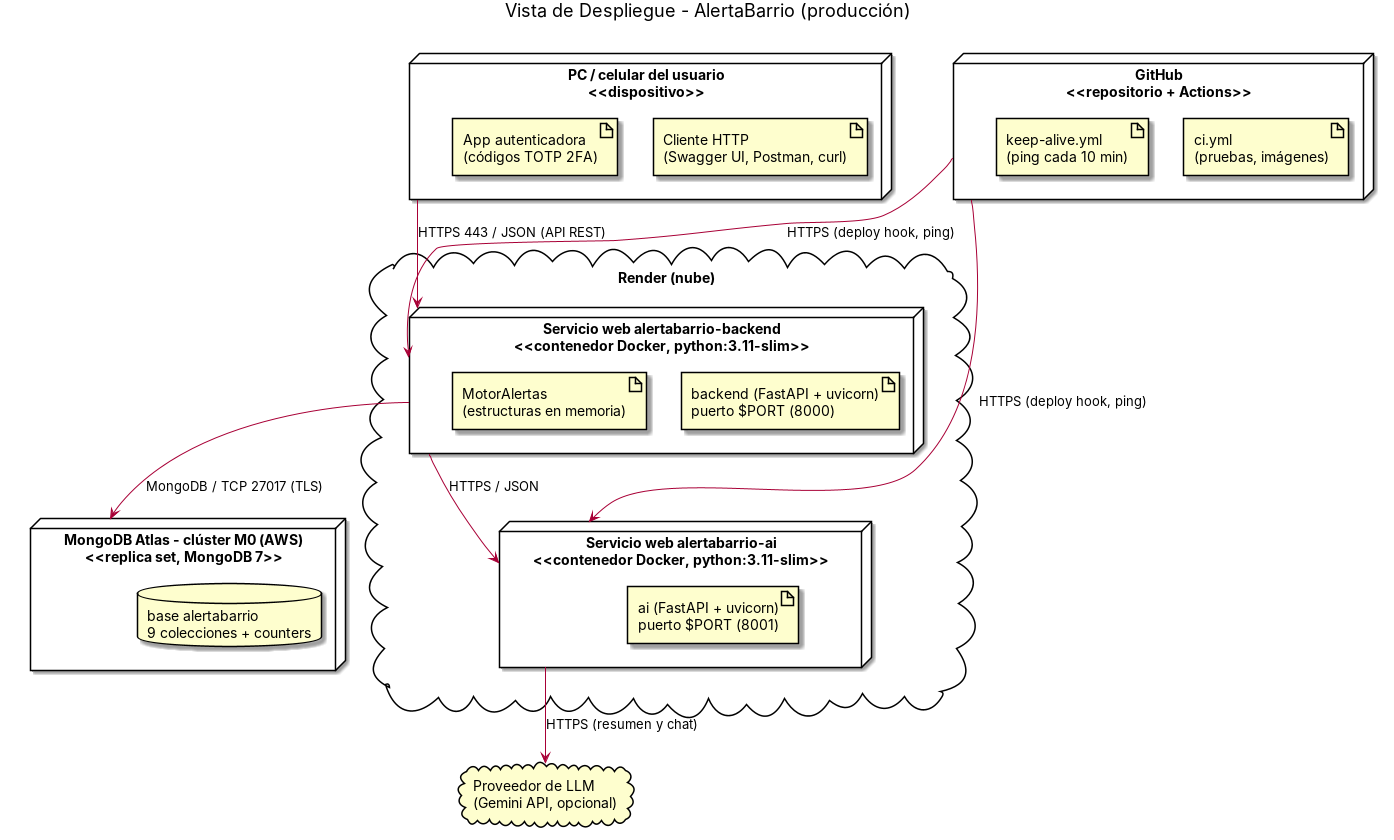 Vista de Despliegue - AlertaBarrio (producción)
PC / celular del usuario
<<dispositivo>>
App autenticadora
(códigos TOTP 2FA)
Cliente HTTP
(Swagger UI, Postman, curl)
GitHub
<<repositorio + Actions>>
keep-alive.yml
(ping cada 10 min)
ci.yml
(pruebas, imágenes)
HTTPS 443 / JSON (API REST)
HTTPS (deploy hook, ping)
Render (nube)
Servicio web alertabarrio-backend
<<contenedor Docker, python:3.11-slim>>
MotorAlertas
(estructuras en memoria)
backend (FastAPI + uvicorn)
puerto $PORT (8000)
HTTPS (deploy hook, ping)
MongoDB / TCP 27017 (TLS)
HTTPS / JSON
MongoDB Atlas - clúster M0 (AWS)
<<replica set, MongoDB 7>>
base alertabarrio
9 colecciones + counters
Servicio web alertabarrio-ai
<<contenedor Docker, python:3.11-slim>>
ai (FastAPI + uvicorn)
puerto $PORT (8001)
HTTPS (resumen y chat)
Proveedor de LLM
(Gemini API, opcional)